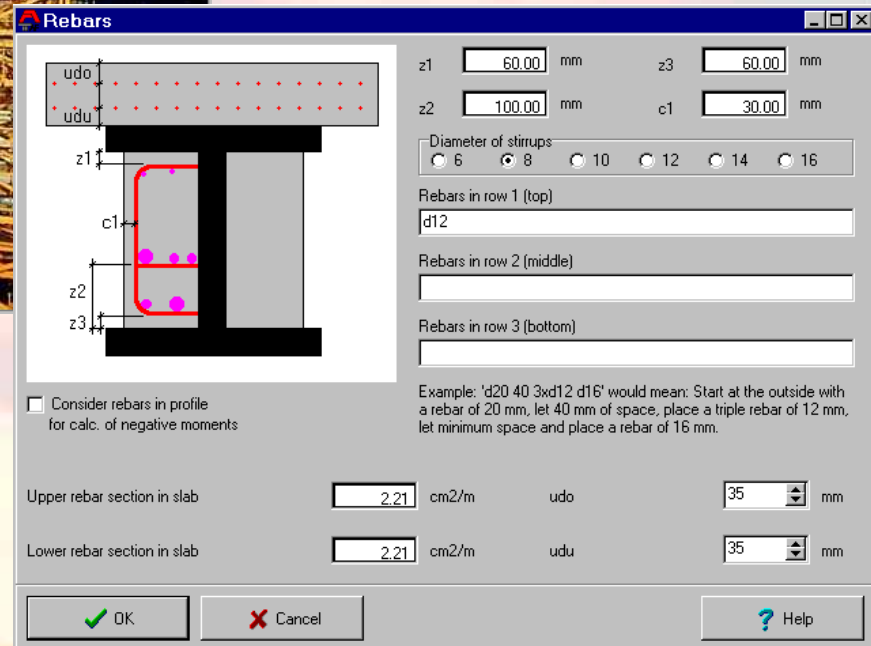 Rebars
udo
udu
z1
c1
z2
z3
z1 60.00 mm z3 60.00 mm
z2 100.00 mm c1 30.00 mm
Diameter of stirrups
6 8 10 12 14 16
Rebars in row 1 (top)
d12
Rebars in row 2 (middle)
Rebars in row 3 (bottom)
Example: 'd20 40 3xd12 d16' would mean: Start at the outside with
a rebar of 20 mm, let 40 mm of space, place a triple rebar of 12 mm,
let minimum space and place a rebar of 16 mm.
Consider rebars in profile
for calc. of negative moments
Upper rebar section in slab 2.21 cm2/m udo 35 mm
Lower rebar section in slab 2.21 cm2/m udu 35 mm
OK Cancel Help